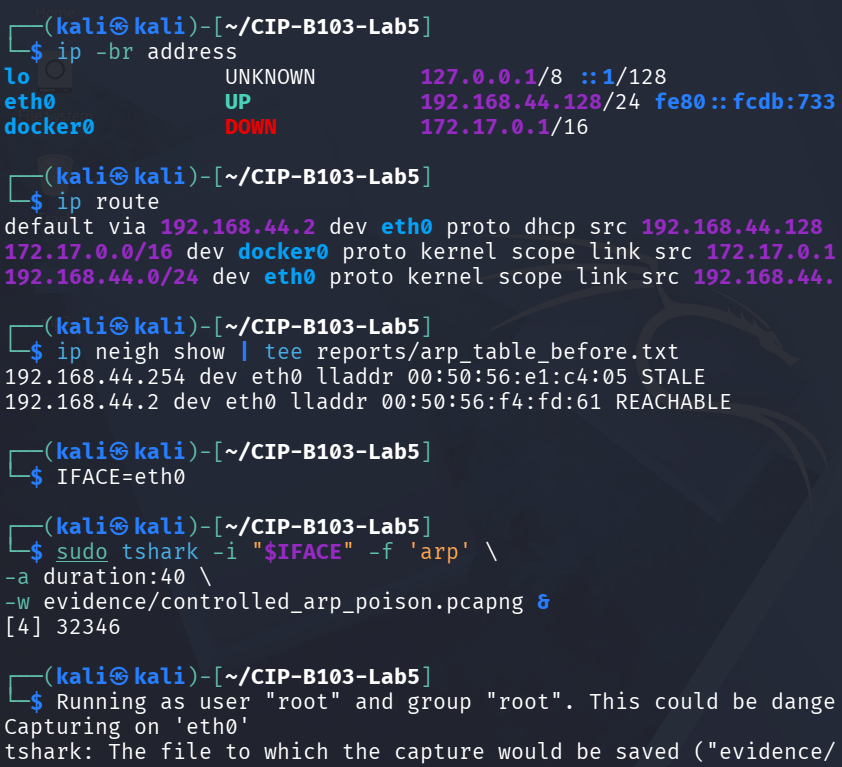 ┌──(kali㉿kali)-[~/CIP-B103-Lab5]
└─$ ip -br address
lo UNKNOWN 127.0.0.1/8 ::1/128
eth0 UP 192.168.44.128/24 fe80::fcdb:733
docker0 DOWN 172.17.0.1/16
┌──(kali㉿kali)-[~/CIP-B103-Lab5]
└─$ ip route
default via 192.168.44.2 dev eth0 proto dhcp src 192.168.44.128
172.17.0.0/16 dev docker0 proto kernel scope link src 172.17.0.1
192.168.44.0/24 dev eth0 proto kernel scope link src 192.168.44.
┌──(kali㉿kali)-[~/CIP-B103-Lab5]
└─$ ip neigh show | tee reports/arp_table_before.txt
192.168.44.254 dev eth0 lladdr 00:50:56:e1:c4:05 STALE
192.168.44.2 dev eth0 lladdr 00:50:56:f4:fd:61 REACHABLE
┌──(kali㉿kali)-[~/CIP-B103-Lab5]
└─$ IFACE=eth0
┌──(kali㉿kali)-[~/CIP-B103-Lab5]
└─$ sudo tshark -i "$IFACE" -f 'arp' \
-a duration:40 \
-w evidence/controlled_arp_poison.pcapng &
[4] 32346
┌──(kali㉿kali)-[~/CIP-B103-Lab5]
└─$ Running as user "root" and group "root". This could be dange
Capturing on 'eth0'
tshark: The file to which the capture would be saved ("evidence/